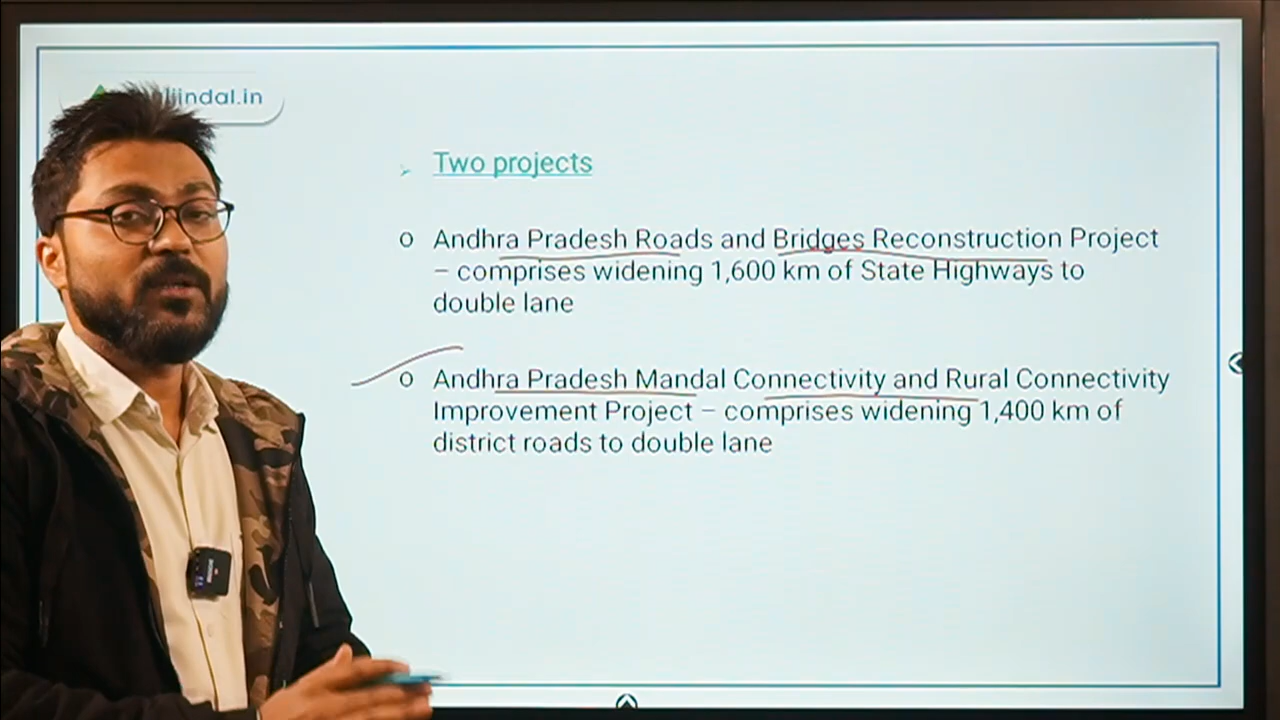 jindal.in
Two projects
o Andhra Pradesh Roads and Bridges Reconstruction Project
– comprises widening 1,600 km of State Highways to
double lane
o Andhra Pradesh Mandal Connectivity and Rural Connectivity
Improvement Project – comprises widening 1,400 km of
district roads to double lane